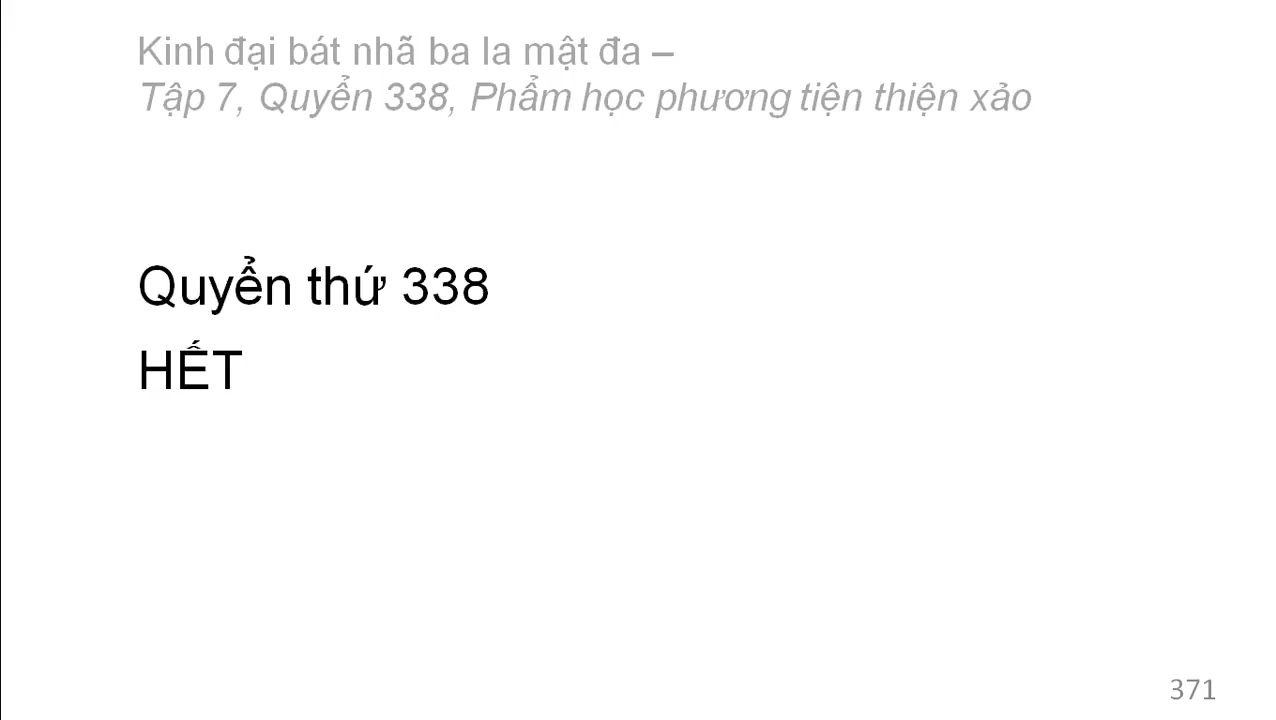 Kinh đại bát nhã ba la mật đa –
Tập 7, Quyển 338, Phẩm học phương tiện thiện xảo
Quyển thứ 338
HẾT
371